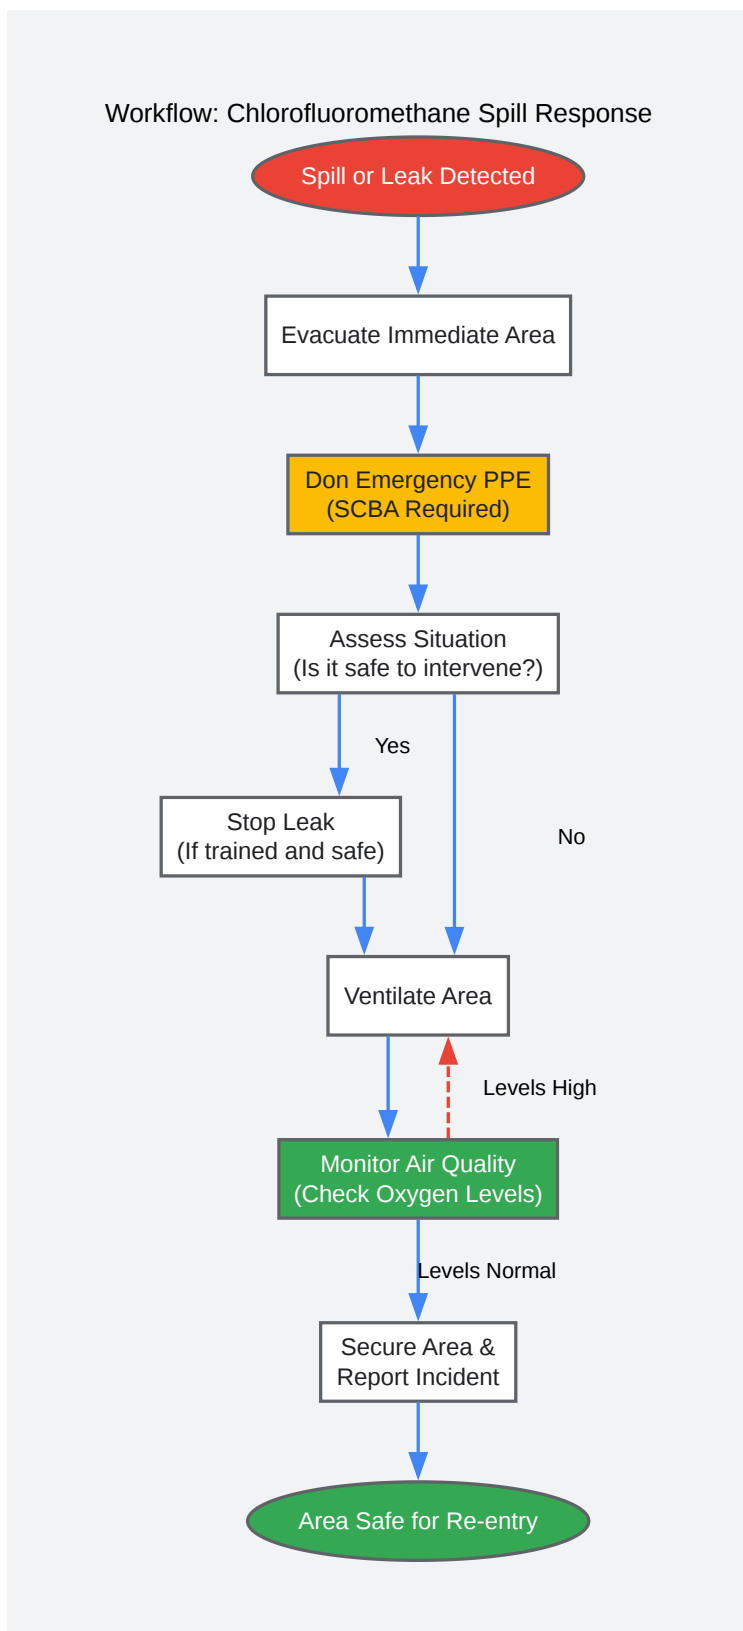 Workflow: Chlorofluoromethane Spill Response
Spill or Leak Detected
Evacuate Immediate Area
Don Emergency PPE
(SCBA Required)
Assess Situation
(Is it safe to intervene?)
Yes
Stop Leak
(If trained and safe)
No
Ventilate Area
Levels High
Monitor Air Quality
(Check Oxygen Levels)
Levels Normal
Secure Area &
Report Incident
Area Safe for Re-entry